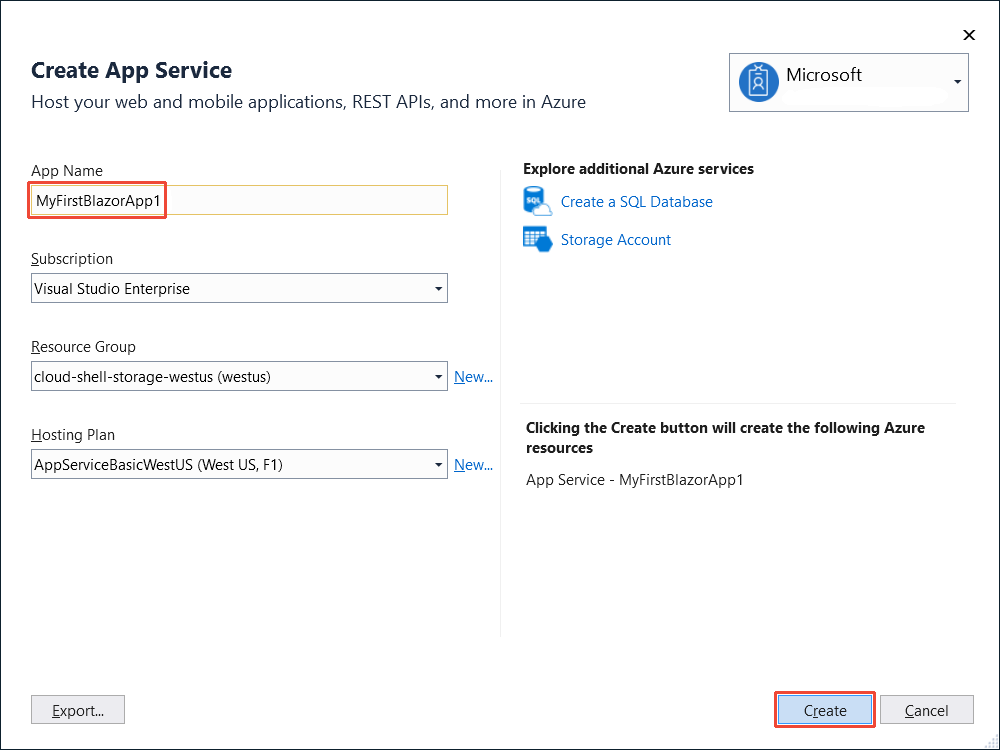 Create App Service
Host your web and mobile applications, REST APIs, and more in Azure
Microsoft
App Name
MyFirstBlazorApp1
Subscription
Visual Studio Enterprise
Resource Group
cloud-shell-storage-westus (westus)
New...
Hosting Plan
AppServiceBasicWestUS (West US, F1)
New...
Explore additional Azure services
SQL
Create a SQL Database
Storage Account
Clicking the Create button will create the following Azure
resources
App Service - MyFirstBlazorApp1
Export...
Create
Cancel